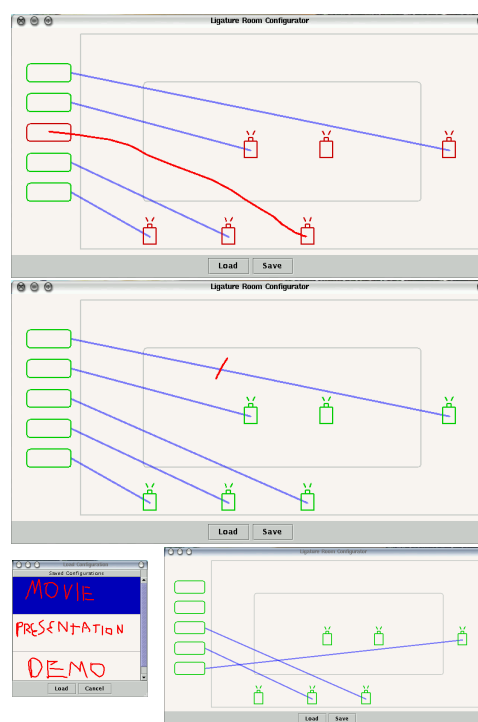 Ligature Room Configurator
Load Save
Ligature Room Configurator
Load Save
Load Configuration
Saved Configurations
MOVIE
PRESENTATION
DEMO
Load Cancel
Ligature Room Configurator
Load Save